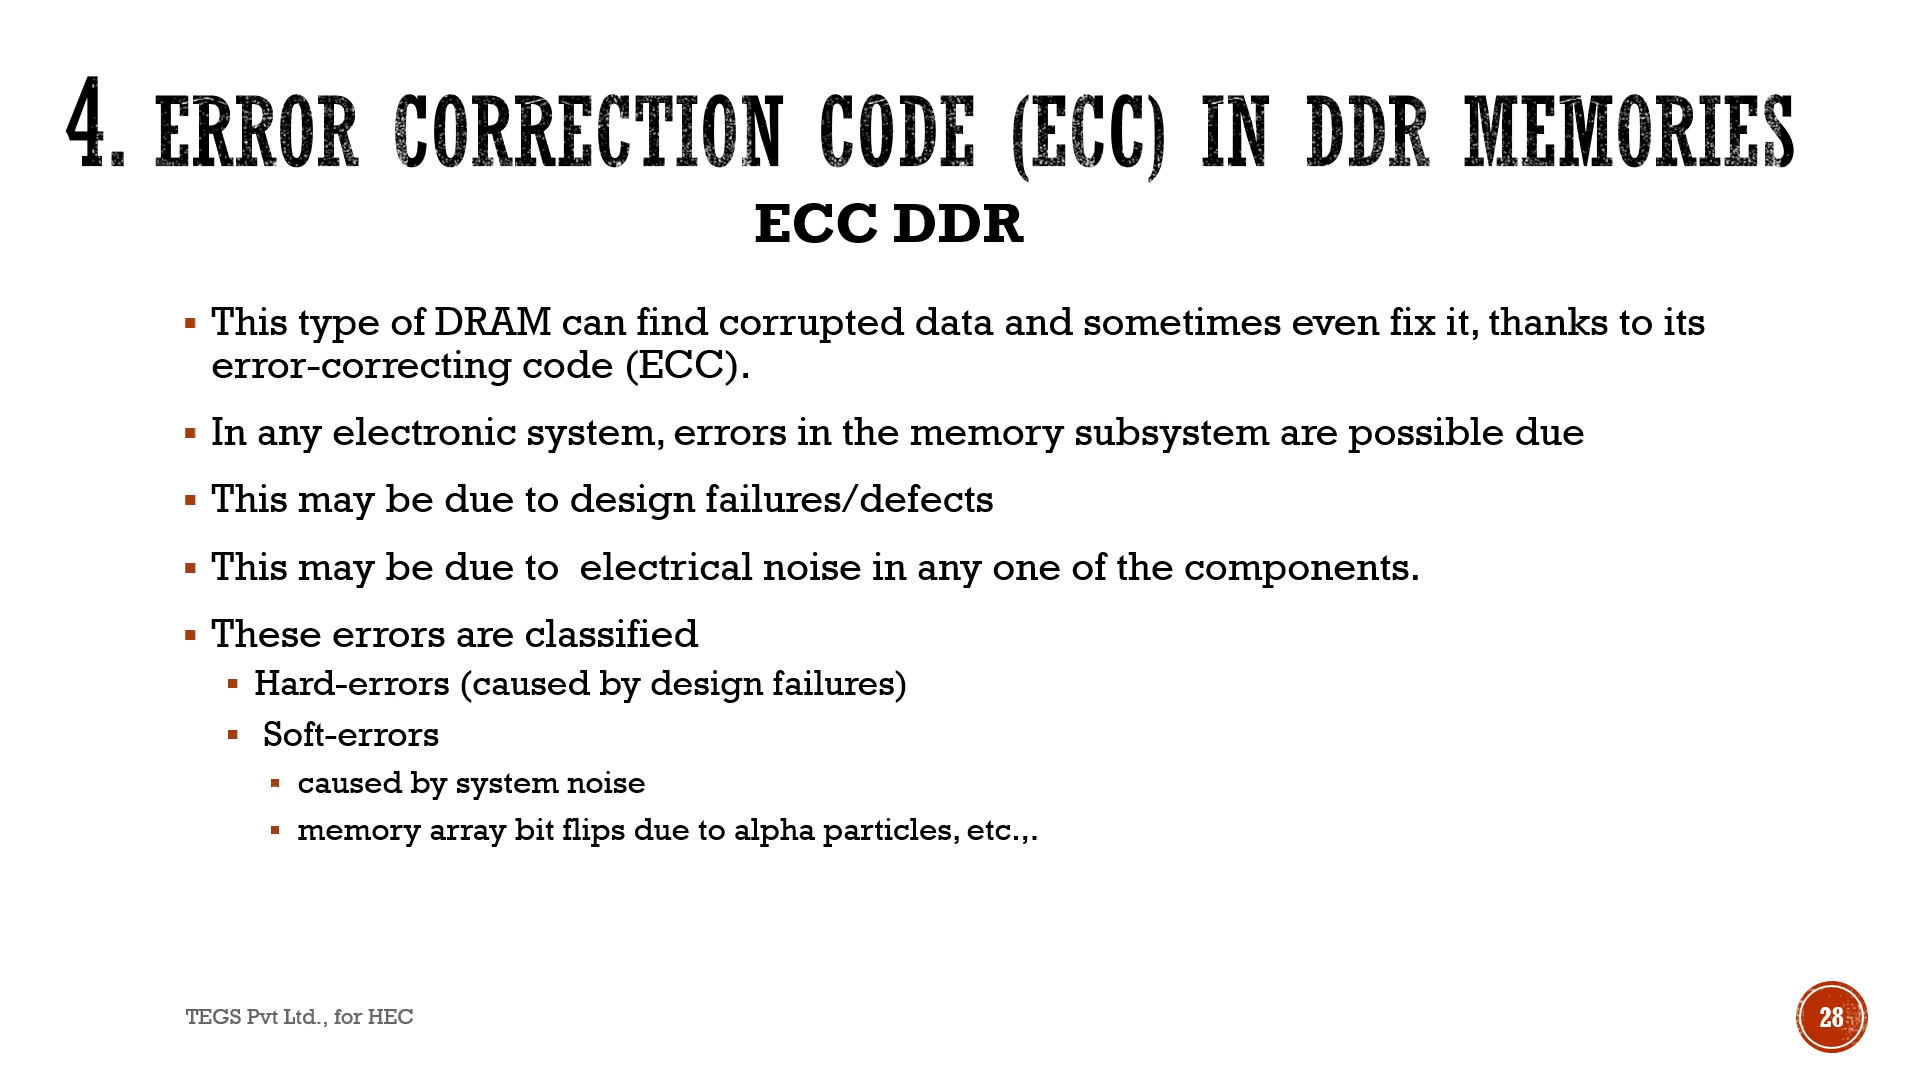 4. ERROR CORRECTION CODE (ECC) IN DDR MEMORIES
ECC DDR
▪ This type of DRAM can find corrupted data and sometimes even fix it, thanks to its
error-correcting code (ECC).
▪ In any electronic system, errors in the memory subsystem are possible due
▪ This may be due to design failures/defects
▪ This may be due to  electrical noise in any one of the components.
▪ These errors are classified
▪ Hard-errors (caused by design failures)
▪ Soft-errors
▪ caused by system noise
▪ memory array bit flips due to alpha particles, etc.,.
TEGS Pvt Ltd., for HEC
28